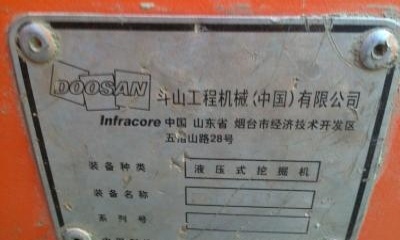 DOOSAN 斗山工程机械(中国)有限公司
Infracore 中国 山东省 烟台市经济技术开发区
五指山路28号
装备种类 液压式挖掘机
装备名称
系列号